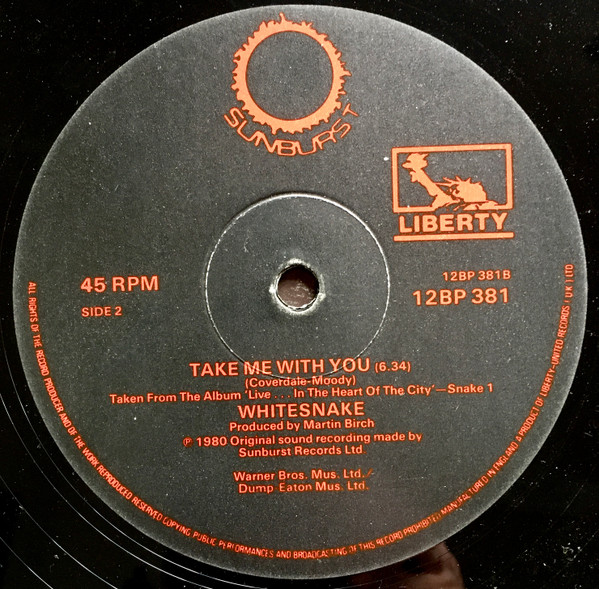 SUNBURST
LIBERTY
45 RPM
SIDE 2
12BP 381B
12BP 381
TAKE ME WITH YOU (6.34)
(Coverdale-Moody)
Taken From The Album 'Live . . . In The Heart Of The City'—Snake 1
WHITESNAKE
Produced by Martin Birch
℗ 1980 Original sound recording made by
Sunburst Records Ltd.
Warner Bros. Mus. Ltd./
Dump Eaton Mus. Ltd.
ALL RIGHTS OF THE RECORD PRODUCER AND OF THE WORK REPRODUCED RESERVED COPYING PUBLIC PERFORMANCES AND BROADCASTING OF THIS RECORD PROHIBITED MANUFACTURED IN ENGLAND A PRODUCT OF LIBERTY-UNITED RECORDS (UK) LTD